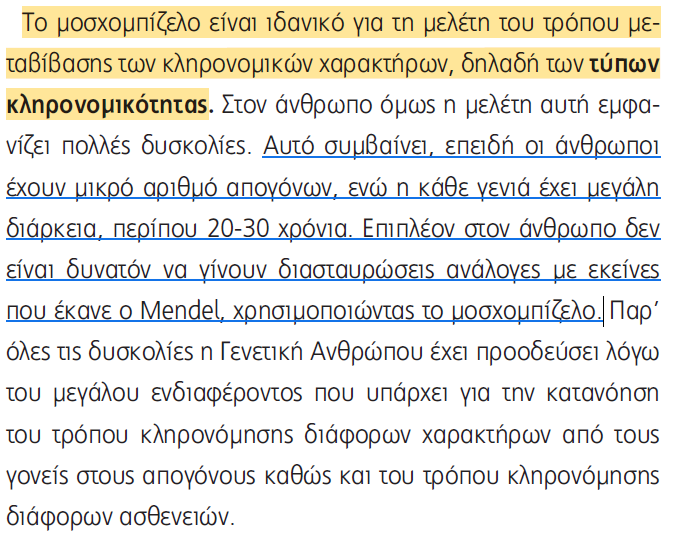 Το μοσχομπίζελο είναι ιδανικό για τη μελέτη του τρόπου με-
ταβίβασης των κληρονομικών χαρακτήρων, δηλαδή των τύπων
κληρονομικότητας. Στον άνθρωπο όμως η μελέτη αυτή εμφα-
νίζει πολλές δυσκολίες. Αυτό συμβαίνει, επειδή οι άνθρωποι
έχουν μικρό αριθμό απογόνων, ενώ η κάθε γενιά έχει μεγάλη
διάρκεια, περίπου 20-30 χρόνια. Επιπλέον στον άνθρωπο δεν
είναι δυνατόν να γίνουν διασταυρώσεις ανάλογες με εκείνες
που έκανε ο Mendel, χρησιμοποιώντας το μοσχομπίζελο. Παρ’
όλες τις δυσκολίες η Γενετική Ανθρώπου έχει προοδεύσει λόγω
του μεγάλου ενδιαφέροντος που υπάρχει για την κατανόηση
του τρόπου κληρονόμησης διάφορων χαρακτήρων από τους
γονείς στους απογόνους καθώς και του τρόπου κληρονόμησης
διάφορων ασθενειών.